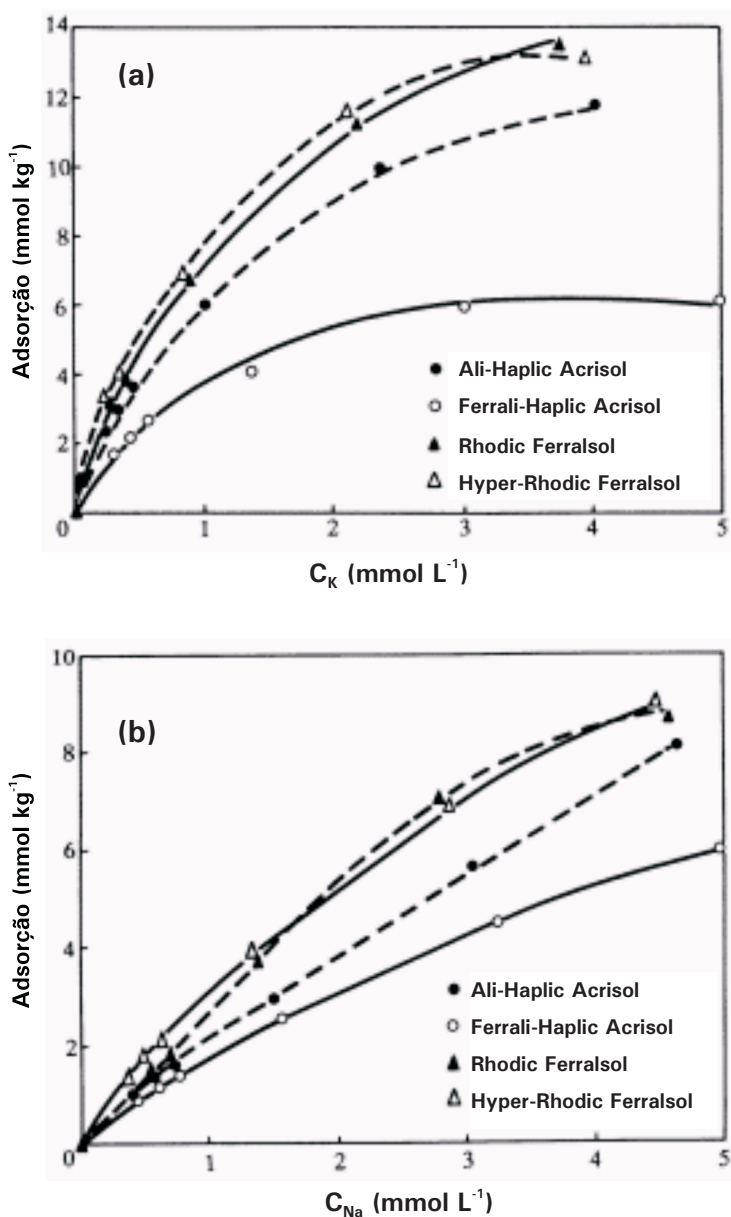 14
(a)
12
10
8
6
4
2
0
Adsorção (mmol kg⁻¹)
Ali-Haplic Acrisol
Ferrali-Haplic Acrisol
Rhodic Ferralsol
Hyper-Rhodic Ferralsol
1 2 3 4 5
C_K (mmol L⁻¹)
10
(b)
8
6
4
2
0
Adsorção (mmol kg⁻¹)
Ali-Haplic Acrisol
Ferrali-Haplic Acrisol
Rhodic Ferralsol
Hyper-Rhodic Ferralsol
1 2 3 4 5
C_Na (mmol L⁻¹)